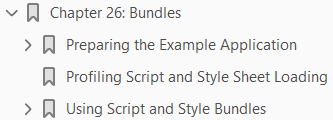 Chapter 26: Bundles
Preparing the Example Application
Profiling Script and Style Sheet Loading
Using Script and Style Bundles